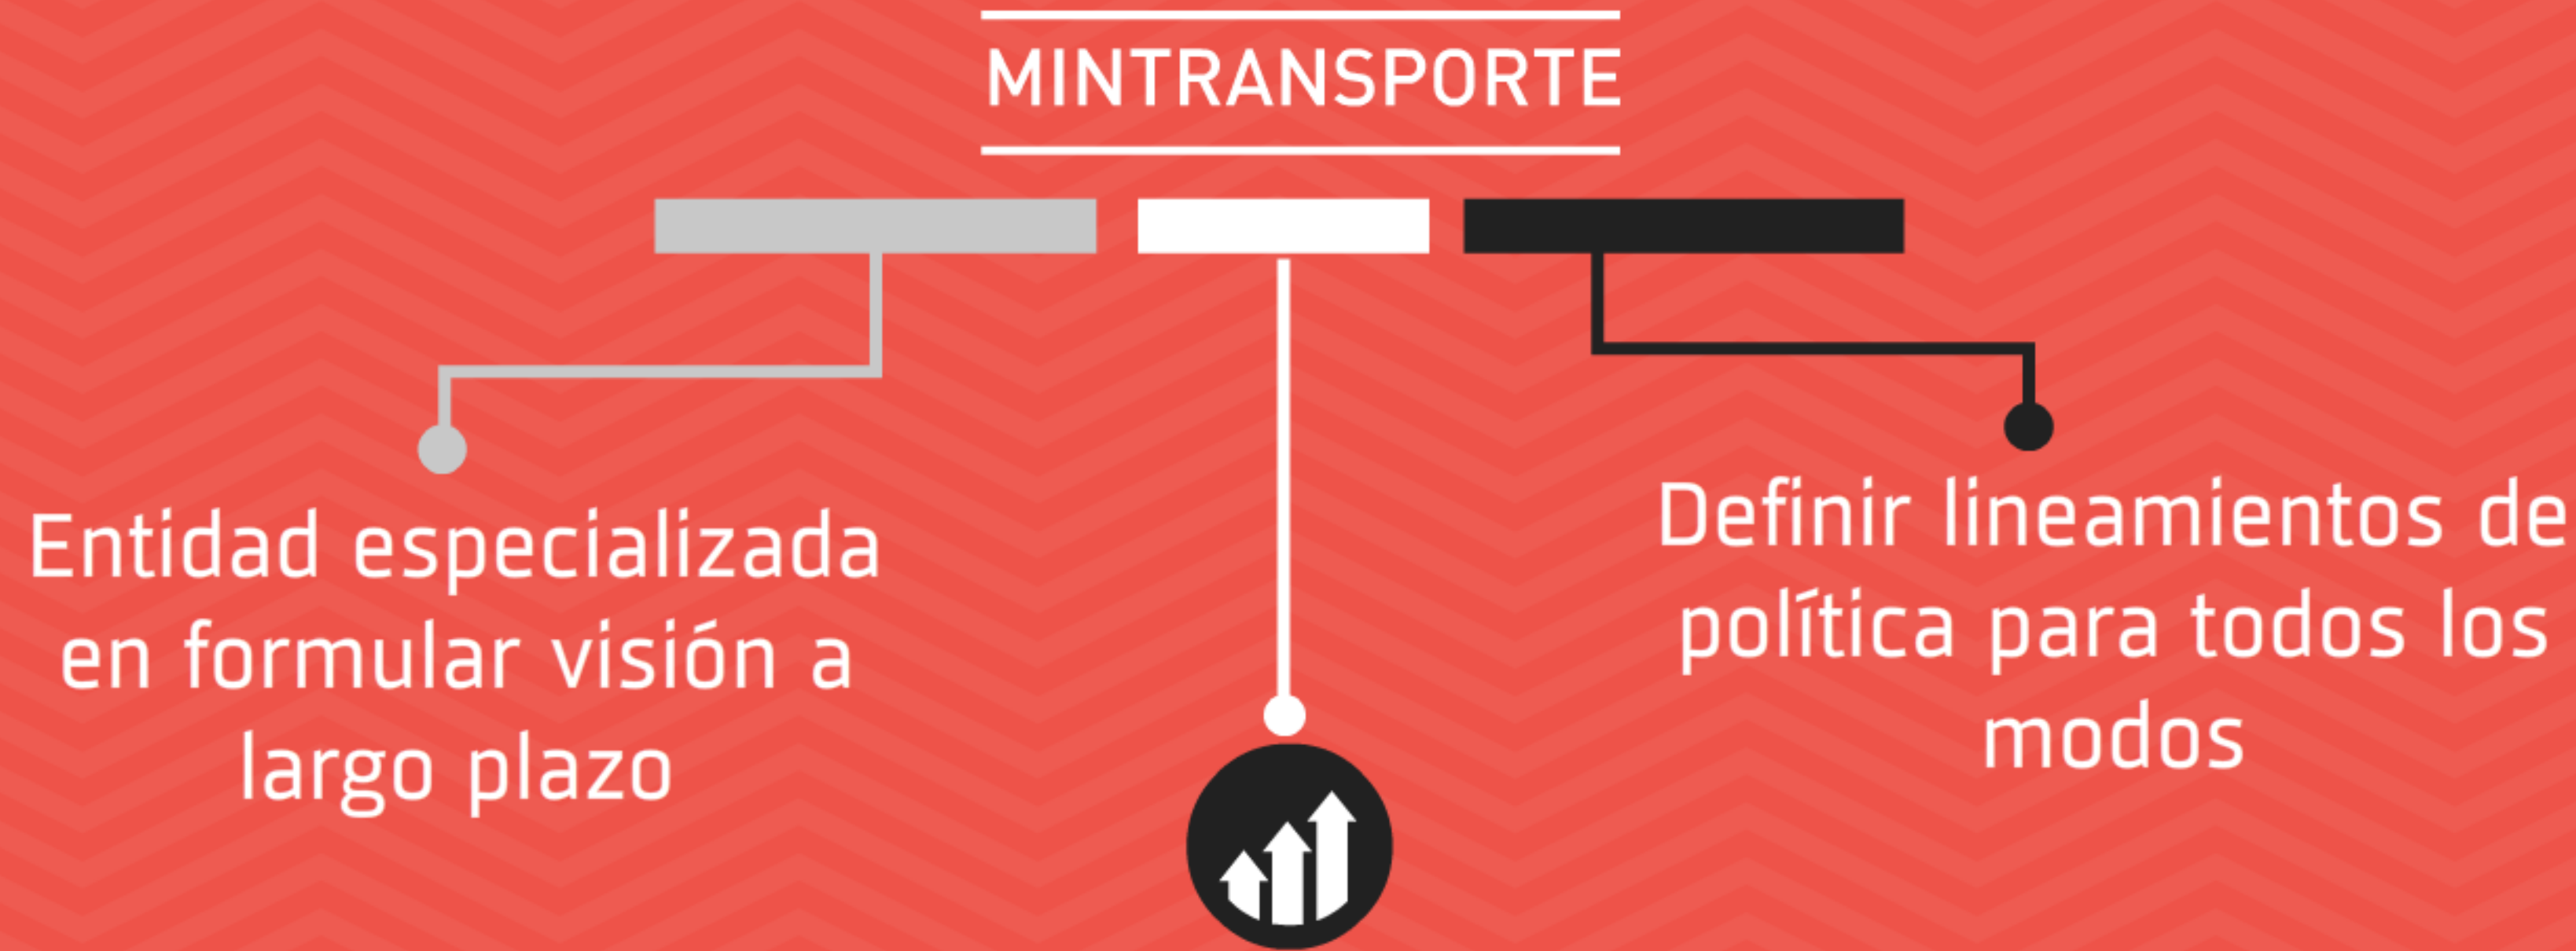 MINTRANSPORTE
Entidad especializada
en formular visión a
largo plazo
Definir lineamientos de
política para todos los
modos